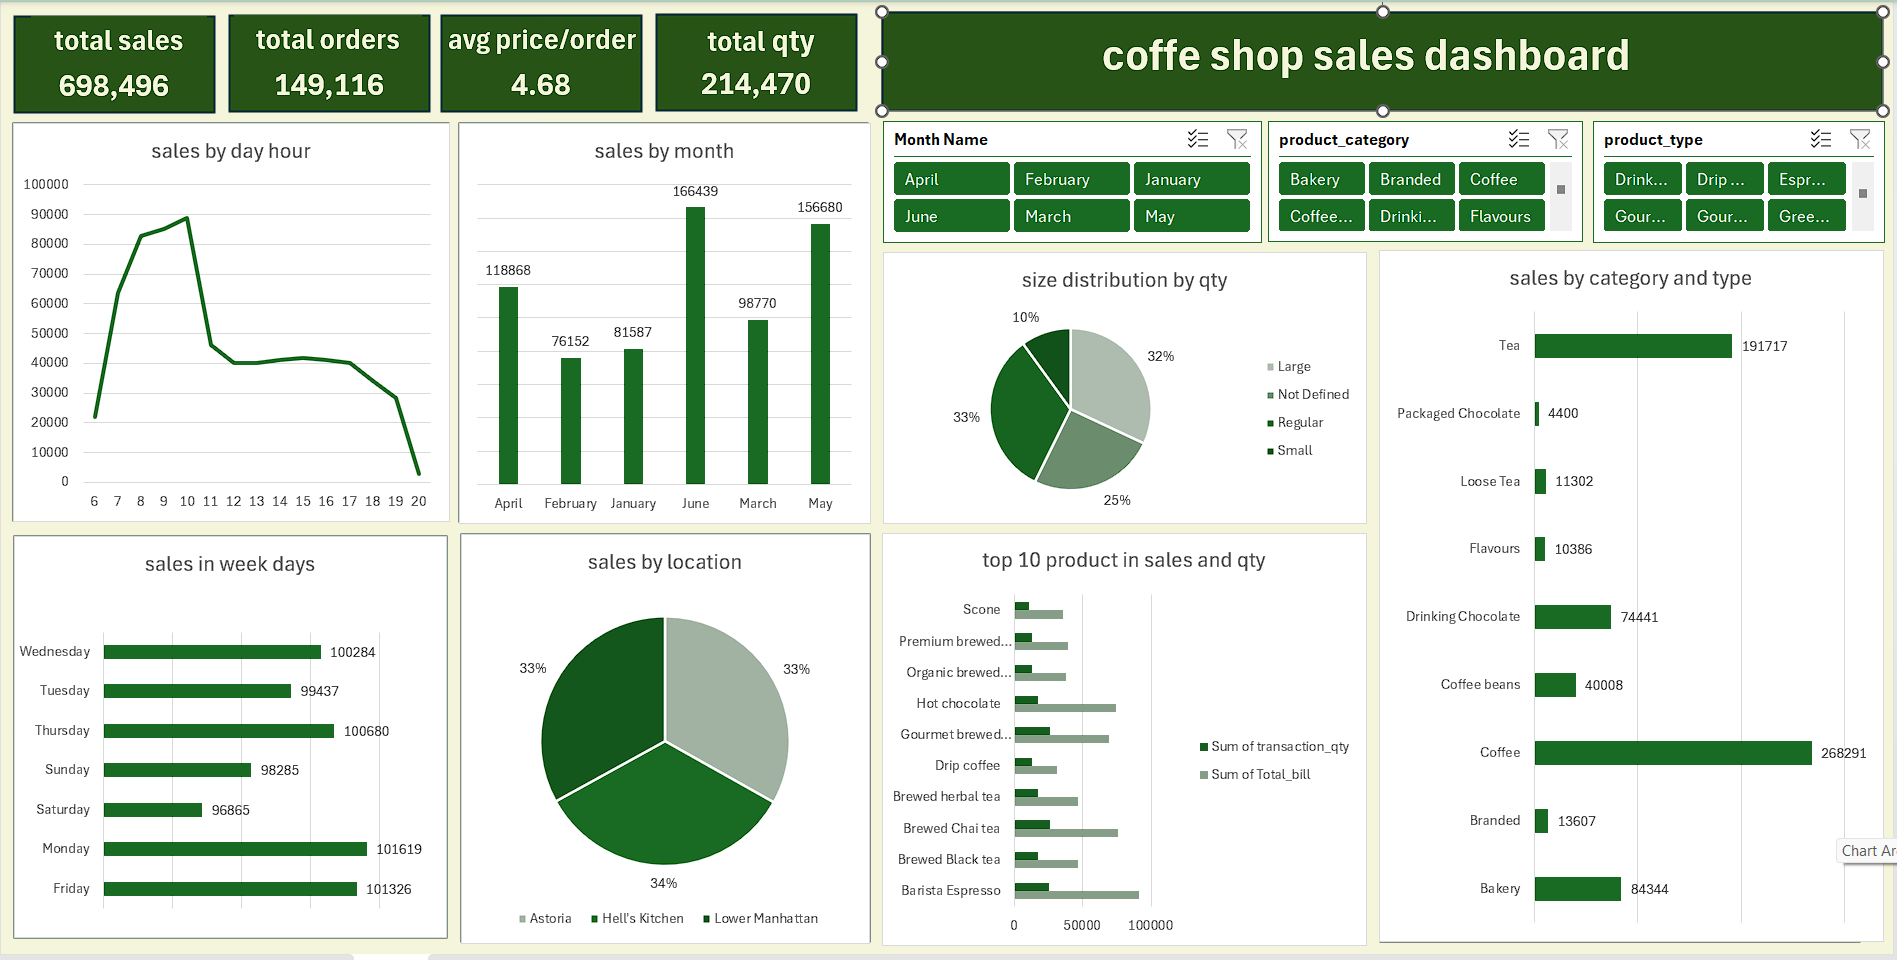 total sales
698,496
total orders
149,116
avg price/order
4.68
total qty
214,470
coffe shop sales dashboard
Month Name
April February January
June March May
product_category
Bakery Branded Coffee
Coffee... Drinki... Flavours
product_type
Drink... Drip ... Espr...
Gour... Gour... Gree...
sales by day hour
100000
90000
80000
70000
60000
50000
40000
30000
20000
10000
0
6 7 8 9 10 11 12 13 14 15 16 17 18 19 20
sales by month
166439
156680
118868
98770
81587
76152
April February January June March May
size distribution by qty
10%
32%
33%
25%
Large
Not Defined
Regular
Small
sales by category and type
Tea 191717
Packaged Chocolate 4400
Loose Tea 11302
Flavours 10386
Drinking Chocolate 74441
Coffee beans 40008
Coffee 268291
Branded 13607
Bakery 84344
Chart Ar
sales in week days
Wednesday 100284
Tuesday 99437
Thursday 100680
Sunday 98285
Saturday 96865
Monday 101619
Friday 101326
sales by location
33% 33%
34%
Astoria Hell's Kitchen Lower Manhattan
top 10 product in sales and qty
Scone
Premium brewed...
Organic brewed...
Hot chocolate
Gourmet brewed...
Drip coffee
Brewed herbal tea
Brewed Chai tea
Brewed Black tea
Barista Espresso
0 50000 100000
Sum of transaction_qty
Sum of Total_bill